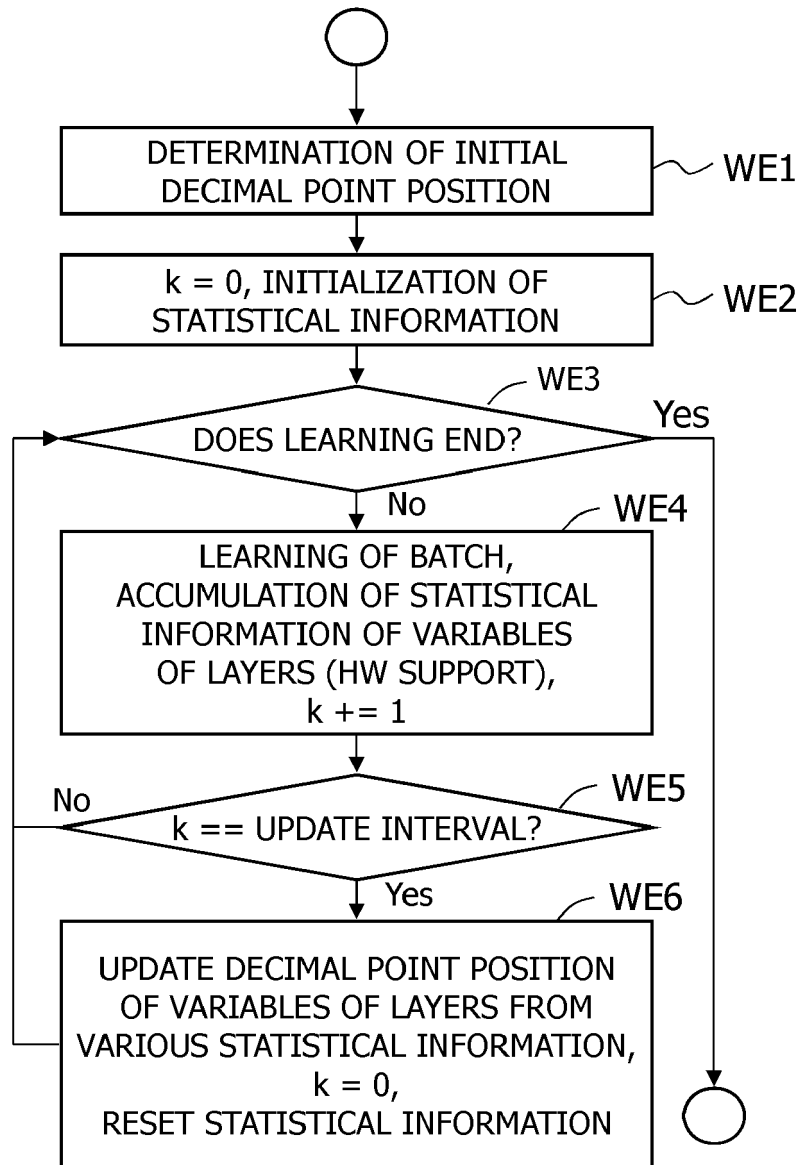 DETERMINATION OF INITIAL
DECIMAL POINT POSITION
WE1
k = 0, INITIALIZATION OF
STATISTICAL INFORMATION
WE2
WE3
DOES LEARNING END?
Yes
No
WE4
LEARNING OF BATCH,
ACCUMULATION OF STATISTICAL
INFORMATION OF VARIABLES
OF LAYERS (HW SUPPORT),
k += 1
No
WE5
k == UPDATE INTERVAL?
Yes
WE6
UPDATE DECIMAL POINT POSITION
OF VARIABLES OF LAYERS FROM
VARIOUS STATISTICAL INFORMATION,
k = 0,
RESET STATISTICAL INFORMATION